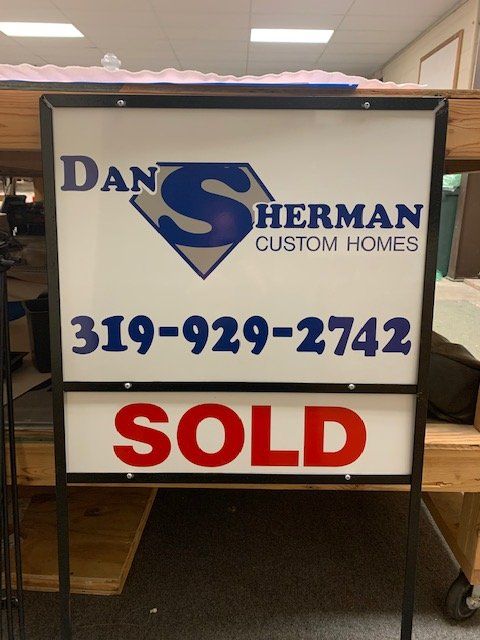 DAN SHERMAN
CUSTOM HOMES
319-929-2742
SOLD